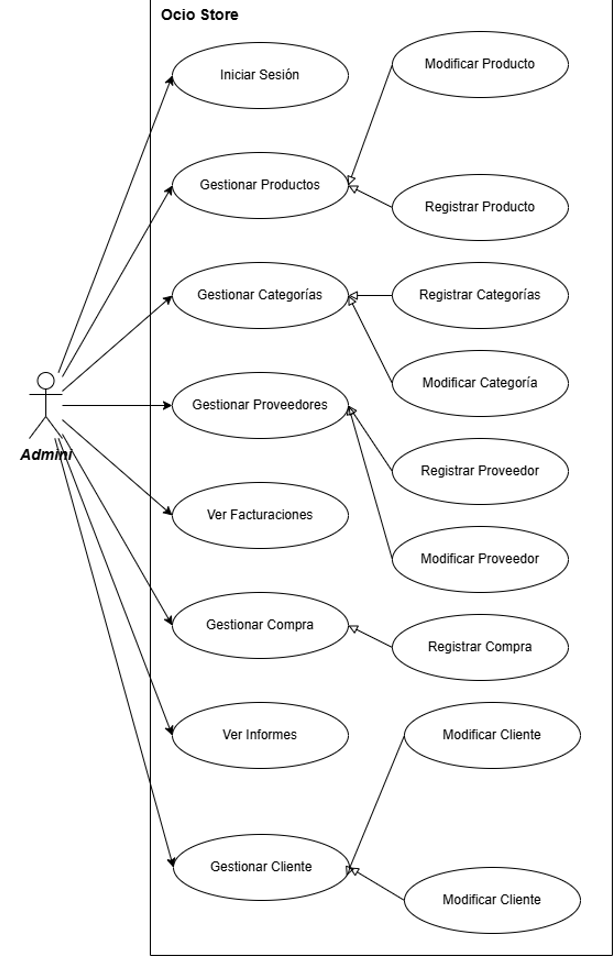 Ocio Store
Iniciar Sesión
Modificar Producto
Gestionar Productos
Registrar Producto
Gestionar Categorías
Registrar Categorías
Modificar Categoría
Gestionar Proveedores
Admini
Registrar Proveedor
Ver Facturaciones
Modificar Proveedor
Gestionar Compra
Registrar Compra
Ver Informes
Modificar Cliente
Gestionar Cliente
Modificar Cliente